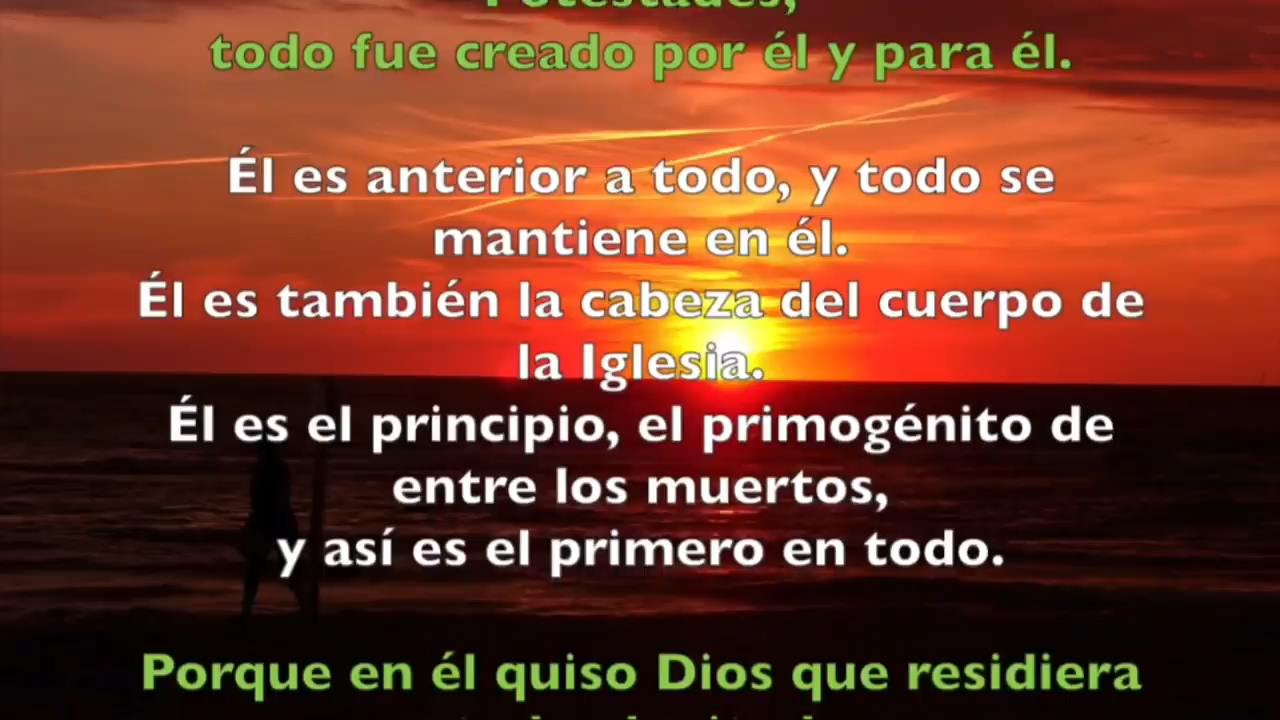 Potestades,
todo fue creado por él y para él.
Él es anterior a todo, y todo se
mantiene en él.
Él es también la cabeza del cuerpo de
la Iglesia.
Él es el principio, el primogénito de
entre los muertos,
y así es el primero en todo.
Porque en él quiso Dios que residiera